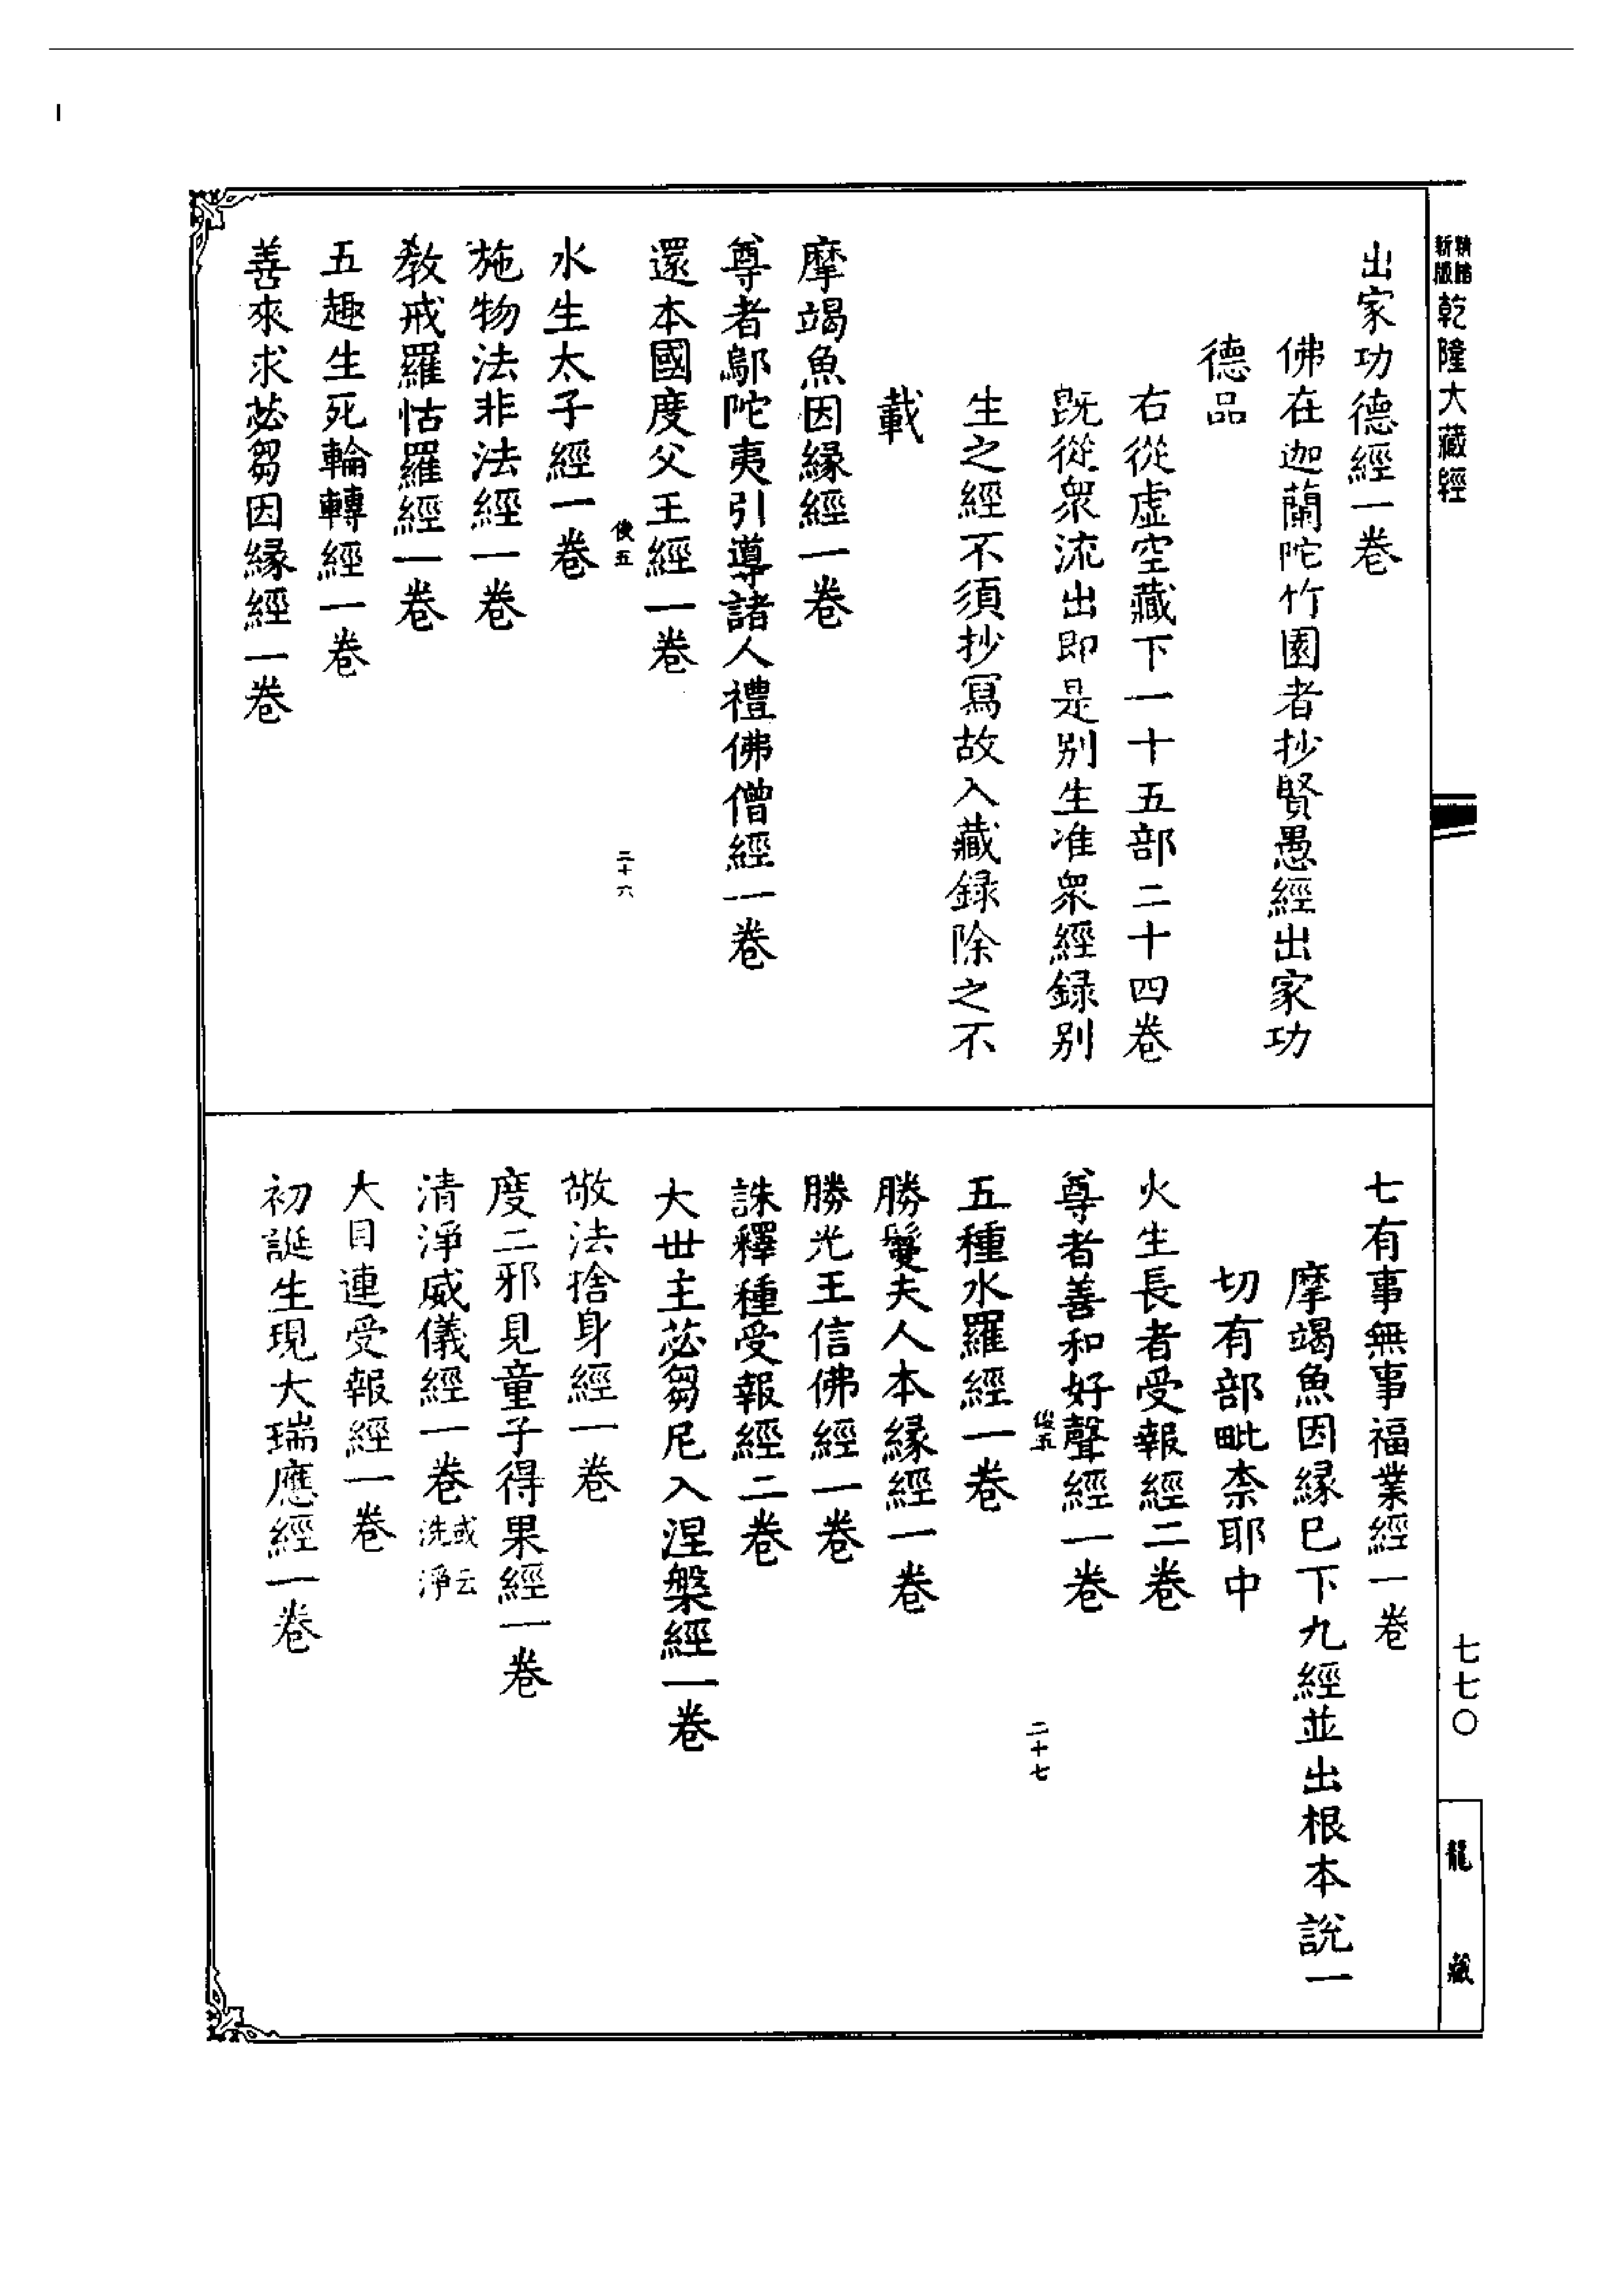 精補新版 乾隆大藏經
出家功德經一卷
佛在迦蘭陀竹園者抄賢愚經出家功
德品
右從虛空藏下一十五部二十四卷
旣從衆流出即是别生准衆經録别
生之經不須抄寫故入藏録除之不
載
摩竭魚因緣經一卷
尊者鄔陀夷引導諸人禮佛僧經一卷
還本國度父王經一卷
二十六
水生太子經一卷
施物法非法經一卷
教戒羅怙羅經一卷
五趣生死輪轉經一卷
善來求苾芻因緣經一卷
七有事無事福業經一卷
摩竭魚因緣巳下九經並出根本說一
切有部毗柰耶中
火生長者受報經二卷
尊者善和好聲經一卷
二十七
五種水羅經一卷
勝鬘夫人本緣經一卷
勝光王信佛經一卷
誅釋種受報經二卷
大世主苾芻尼入涅槃經一卷
敬法捨身經一卷
度二邪見童子得果經一卷
清淨威儀經一卷或云洗淨
大目連受報經一卷
初誕生現大瑞應經一卷
七七〇
龍藏